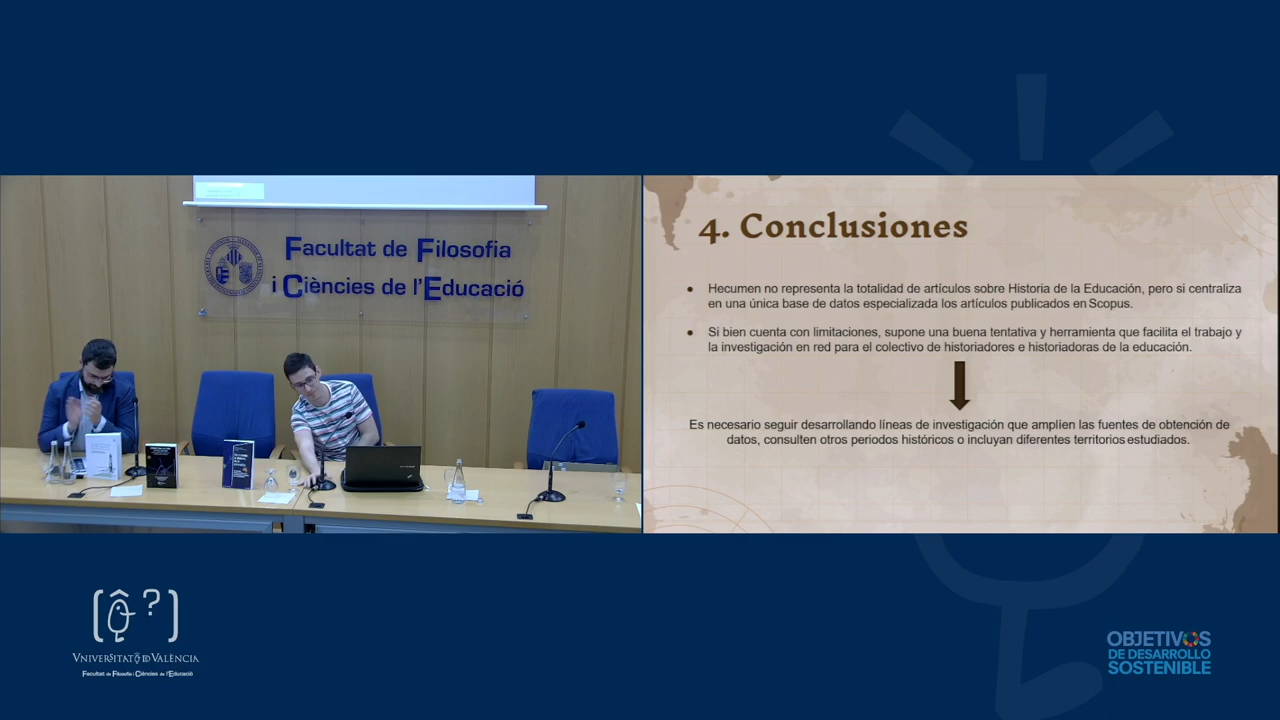 Facultat de Filosofia
i Ciències de l'Educació
4. Conclusiones
• Hecumen no representa la totalidad de artículos sobre Historia de la Educación, pero si centraliza
en una única base de datos especializada los artículos publicados en Scopus.
• Si bien cuenta con limitaciones, supone una buena tentativa y herramienta que facilita el trabajo y
la investigación en red para el colectivo de historiadores e historiadoras de la educación.
Es necesario seguir desarrollando líneas de investigación que amplíen las fuentes de obtención de
datos, consulten otros periodos históricos o incluyan diferentes territorios estudiados.
[?]
VNIVERSITAT DE VALÈNCIA
Facultat de Filosofia i Ciències de l'Educació
OBJETIVOS
DE DESARROLLO
SOSTENIBLE